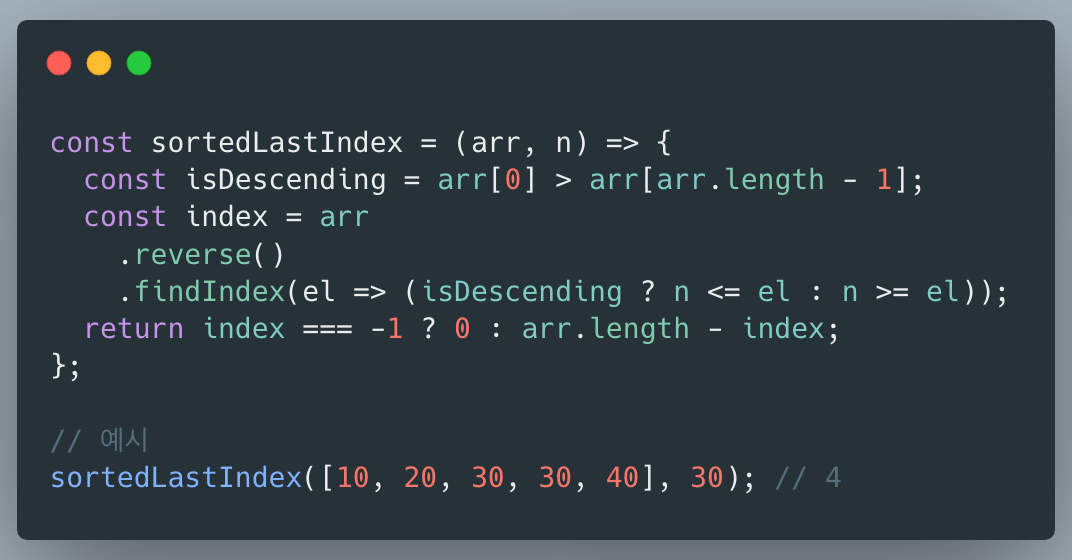 const sortedLastIndex = (arr, n) => {
  const isDescending = arr[0] > arr[arr.length - 1];
  const index = arr
    .reverse()
    .findIndex(el => (isDescending ? n <= el : n >= el));
  return index === -1 ? 0 : arr.length - index;
};

// 예시
sortedLastIndex([10, 20, 30, 30, 40], 30); // 4